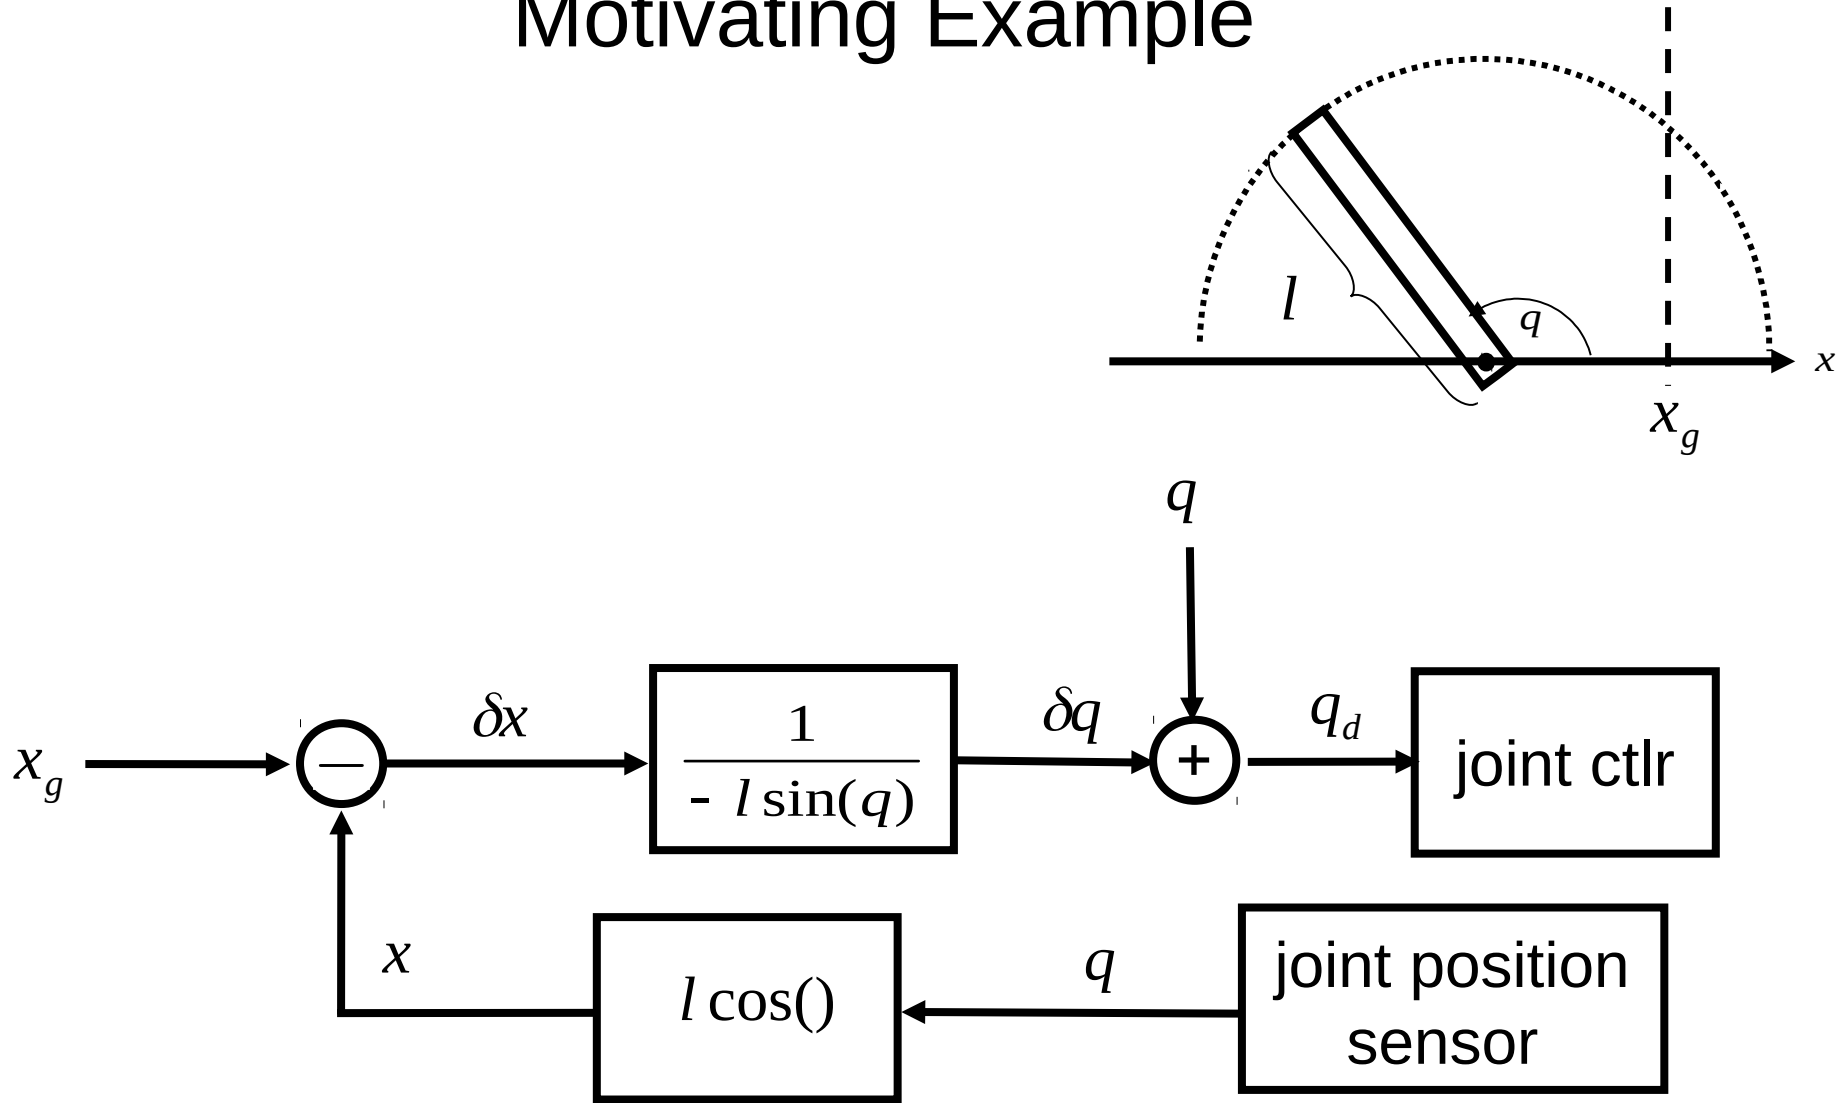 Motivating Example
l
q
x
x_g
q
x_g
δx
1
- l sin(q)
δq
+
q_d
joint ctlr
–
x
l cos()
q
joint position
sensor